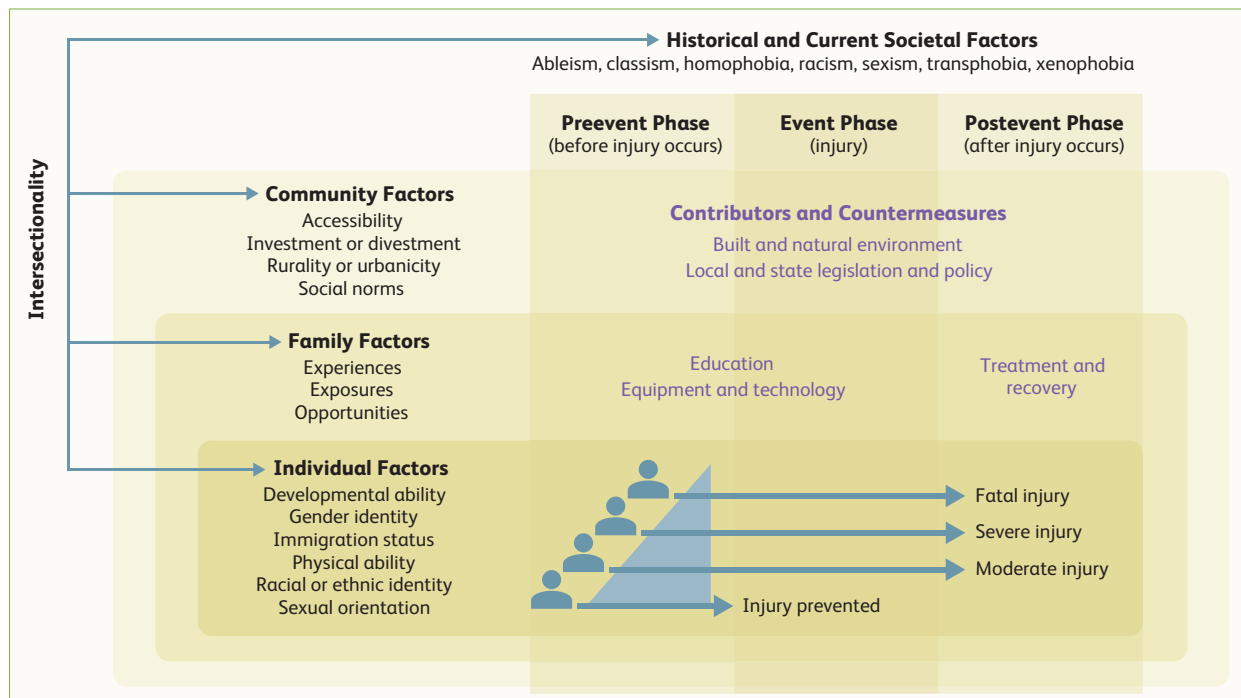 Historical and Current Societal Factors
Ableism, classism, homophobia, racism, sexism, transphobia, xenophobia
Intersectionality
Preevent Phase
(before injury occurs)
Event Phase
(injury)
Postevent Phase
(after injury occurs)
Community Factors
Accessibility
Investment or divestment
Rurality or urbanicity
Social norms
Contributors and Countermeasures
Built and natural environment
Local and state legislation and policy
Family Factors
Experiences
Exposures
Opportunities
Education
Equipment and technology
Treatment and
recovery
Individual Factors
Developmental ability
Gender identity
Immigration status
Physical ability
Racial or ethnic identity
Sexual orientation
Fatal injury
Severe injury
Moderate injury
Injury prevented